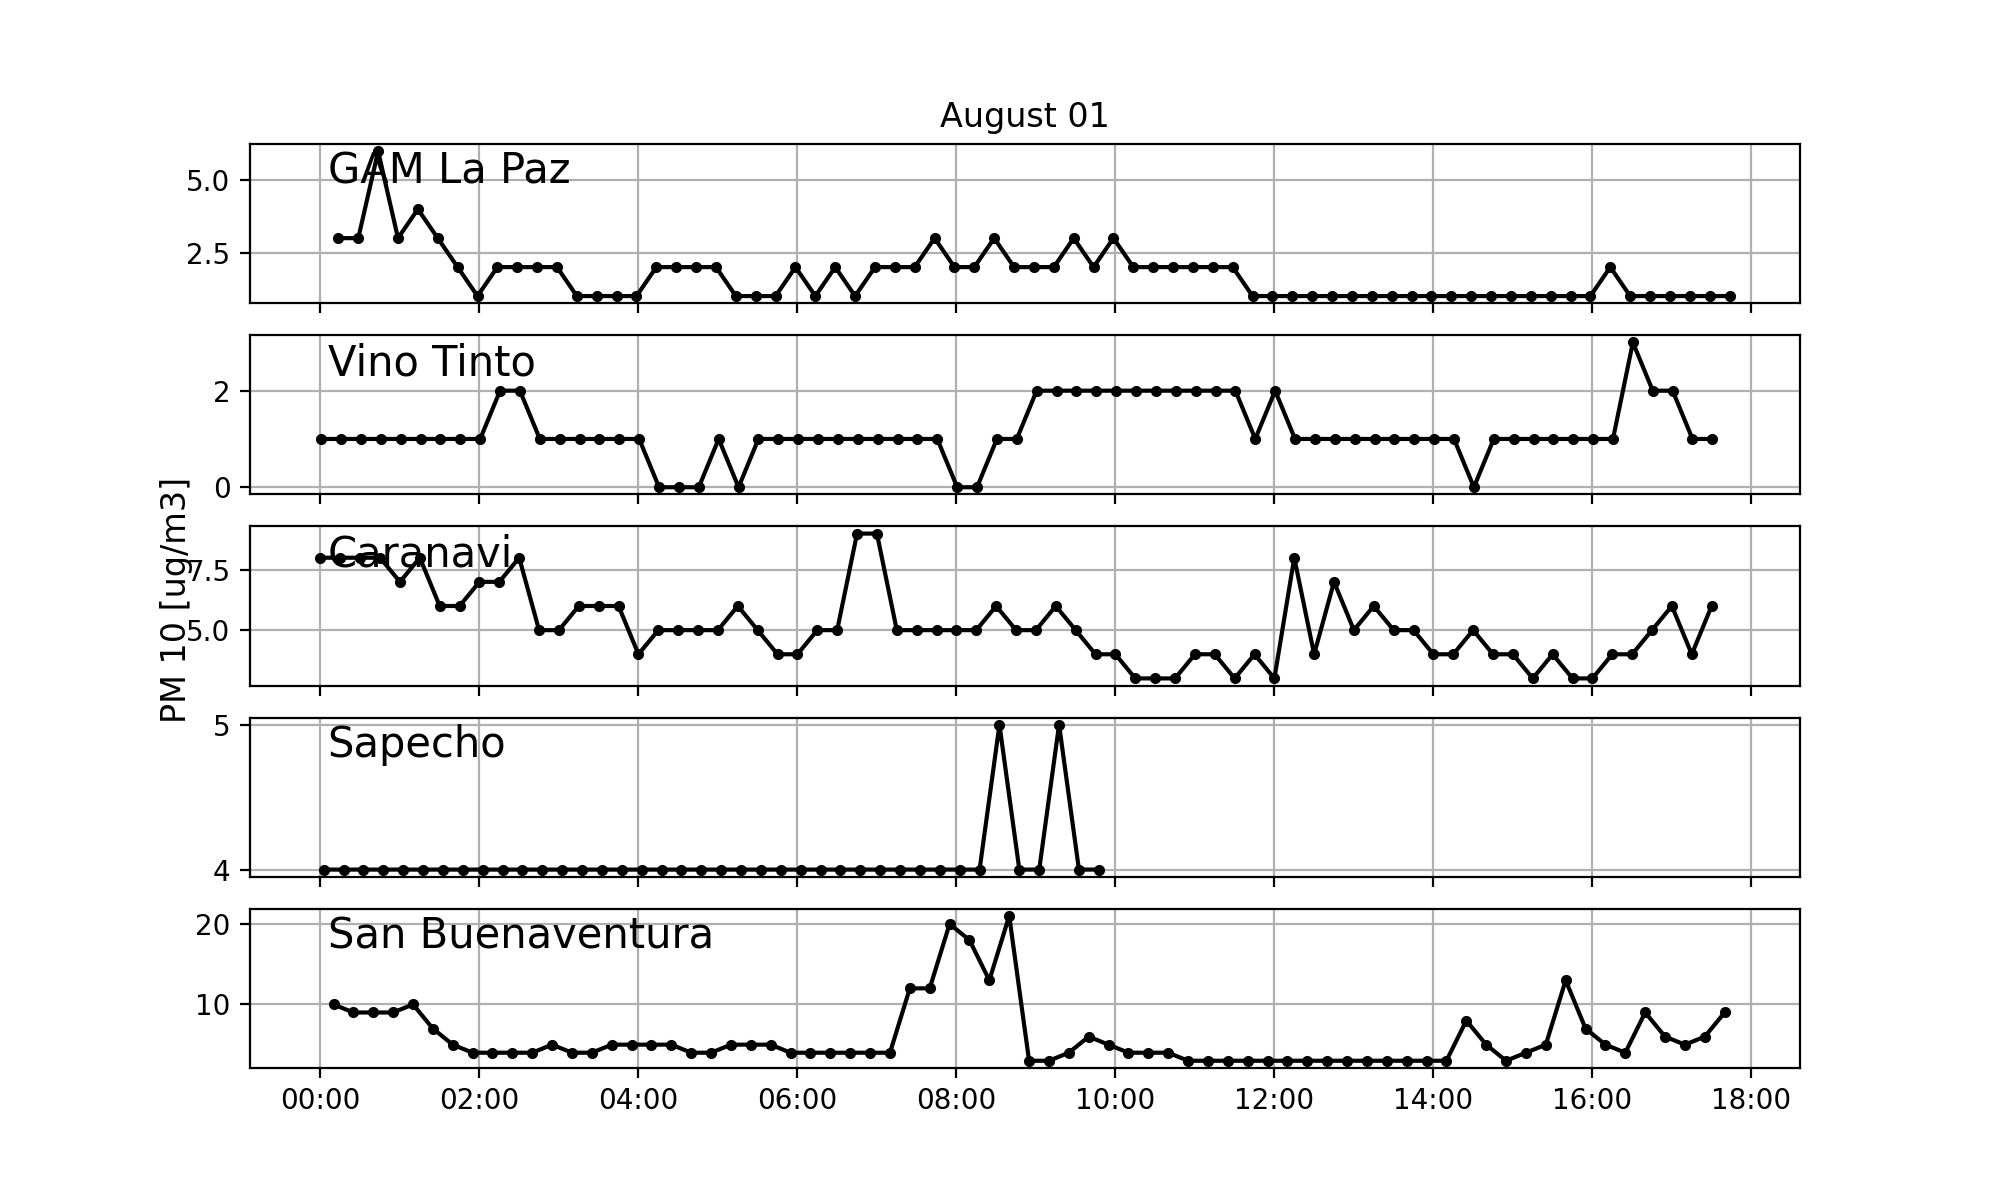 August 01
GAM La Paz
5.0
2.5
Vino Tinto
2
0
PM 10 [ug/m3]
Caranavi
7.5
5.0
Sapecho
5
4
San Buenaventura
20
10
00:00 02:00 04:00 06:00 08:00 10:00 12:00 14:00 16:00 18:00